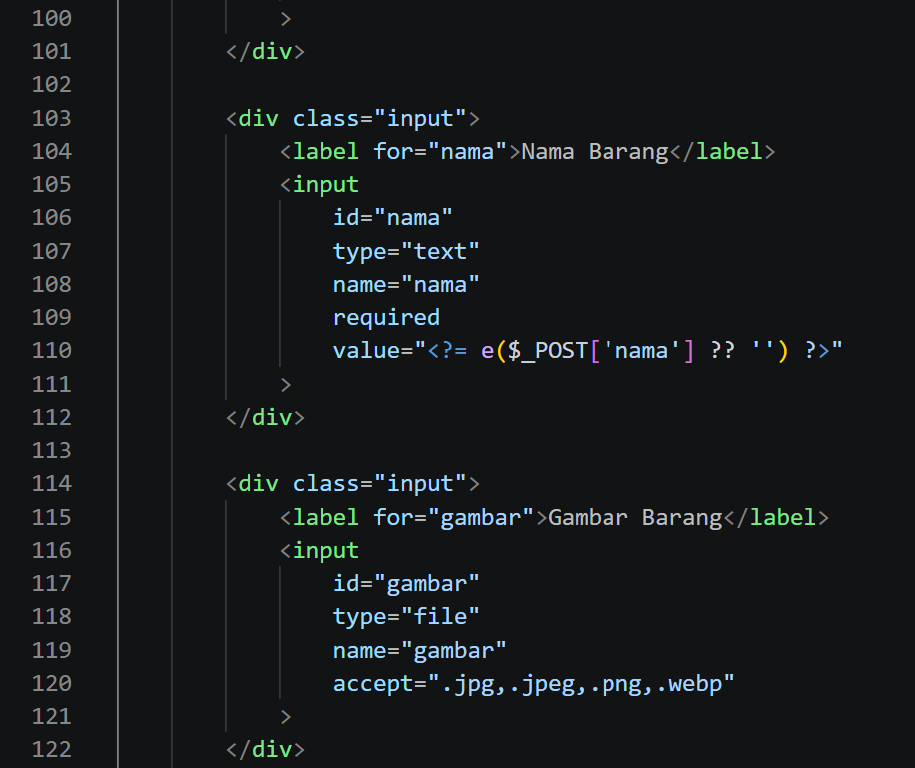 100 >
101 </div>
102
103 <div class="input">
104 <label for="nama">Nama Barang</label>
105 <input
106 id="nama"
107 type="text"
108 name="nama"
109 required
110 value="<?= e($_POST['nama'] ?? '') ?>"
111 >
112 </div>
113
114 <div class="input">
115 <label for="gambar">Gambar Barang</label>
116 <input
117 id="gambar"
118 type="file"
119 name="gambar"
120 accept=".jpg,.jpeg,.png,.webp"
121 >
122 </div>